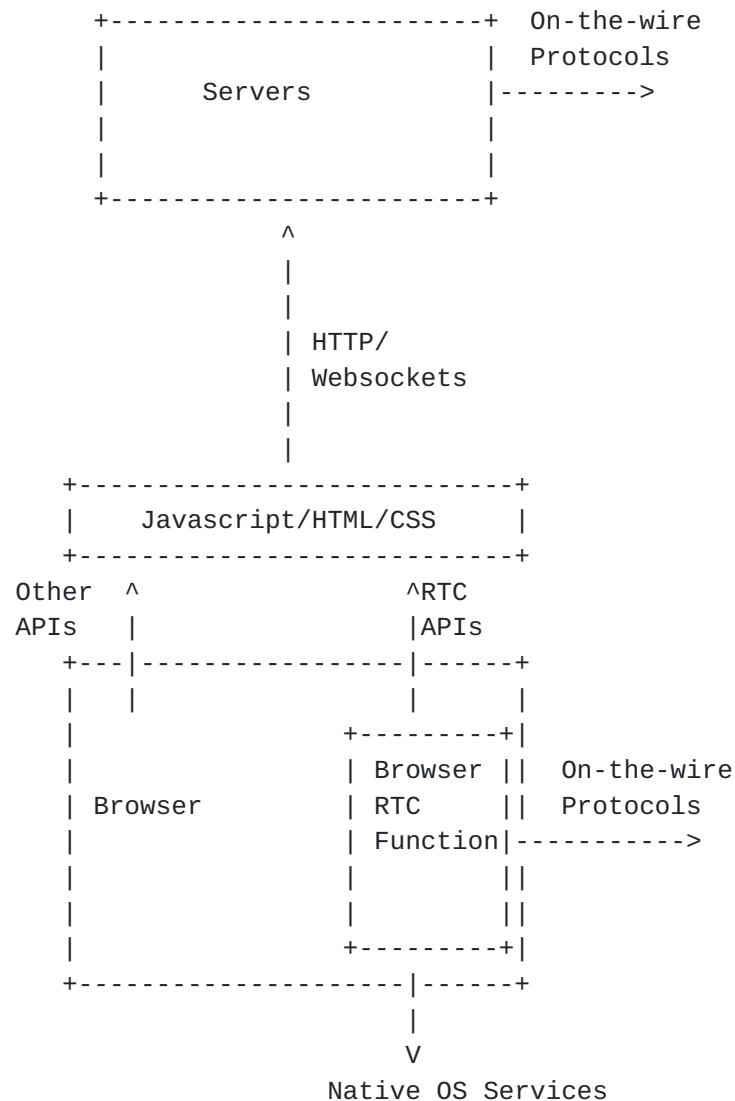 On-the-wire
Protocols
Servers
HTTP/
Websockets
Javascript/HTML/CSS
Other
APIs
RTC
APIs
Browser
Browser
RTC
Function
On-the-wire
Protocols
Native OS Services